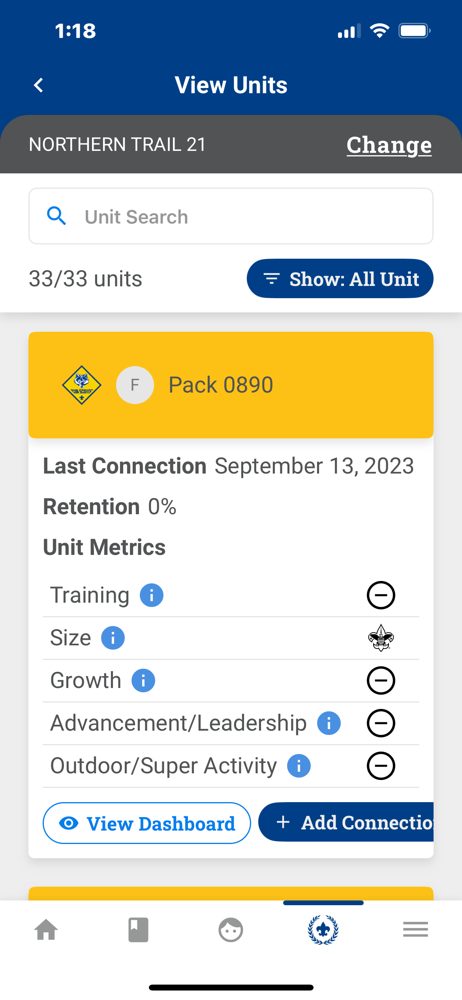 1:18
View Units
NORTHERN TRAIL 21
Change
Unit Search
33/33 units
Show: All Unit
CUB SCOUTS
F
Pack 0890
Last Connection September 13, 2023
Retention 0%
Unit Metrics
Training
Size
Growth
Advancement/Leadership
Outdoor/Super Activity
View Dashboard
+ Add Connectio